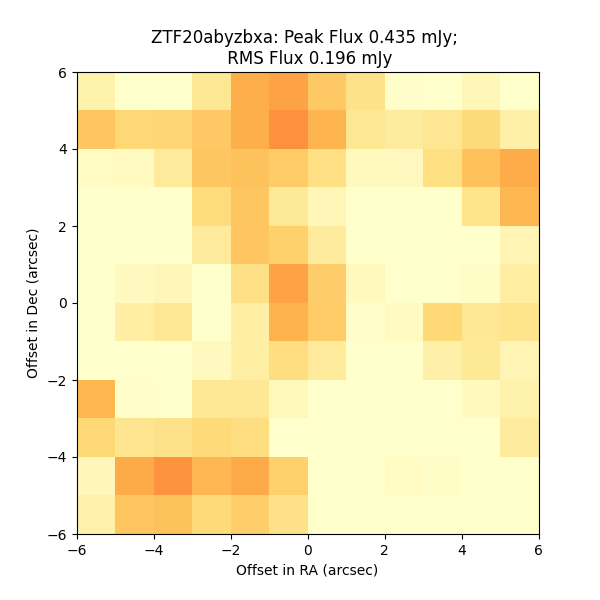 ZTF20abyzbxa: Peak Flux 0.435 mJy;
RMS Flux 0.196 mJy
6
4
2
0
−2
−4
−6
Offset in Dec (arcsec)
−6 −4 −2 0 2 4 6
Offset in RA (arcsec)